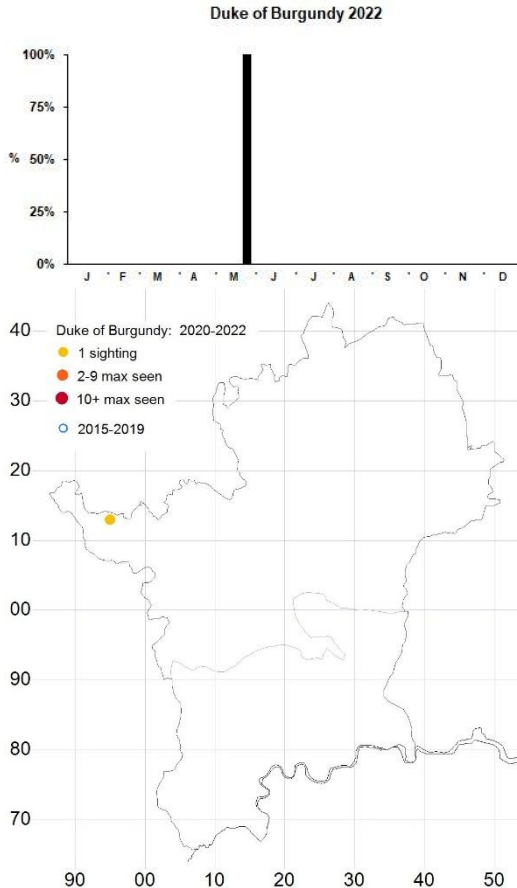 Duke of Burgundy 2022
100%
75%
% 50%
25%
0%
J F M A M J J A S O N D
Duke of Burgundy: 2020-2022
1 sighting
2-9 max seen
10+ max seen
2015-2019
40
30
20
10
00
90
80
70
90 00 10 20 30 40 50